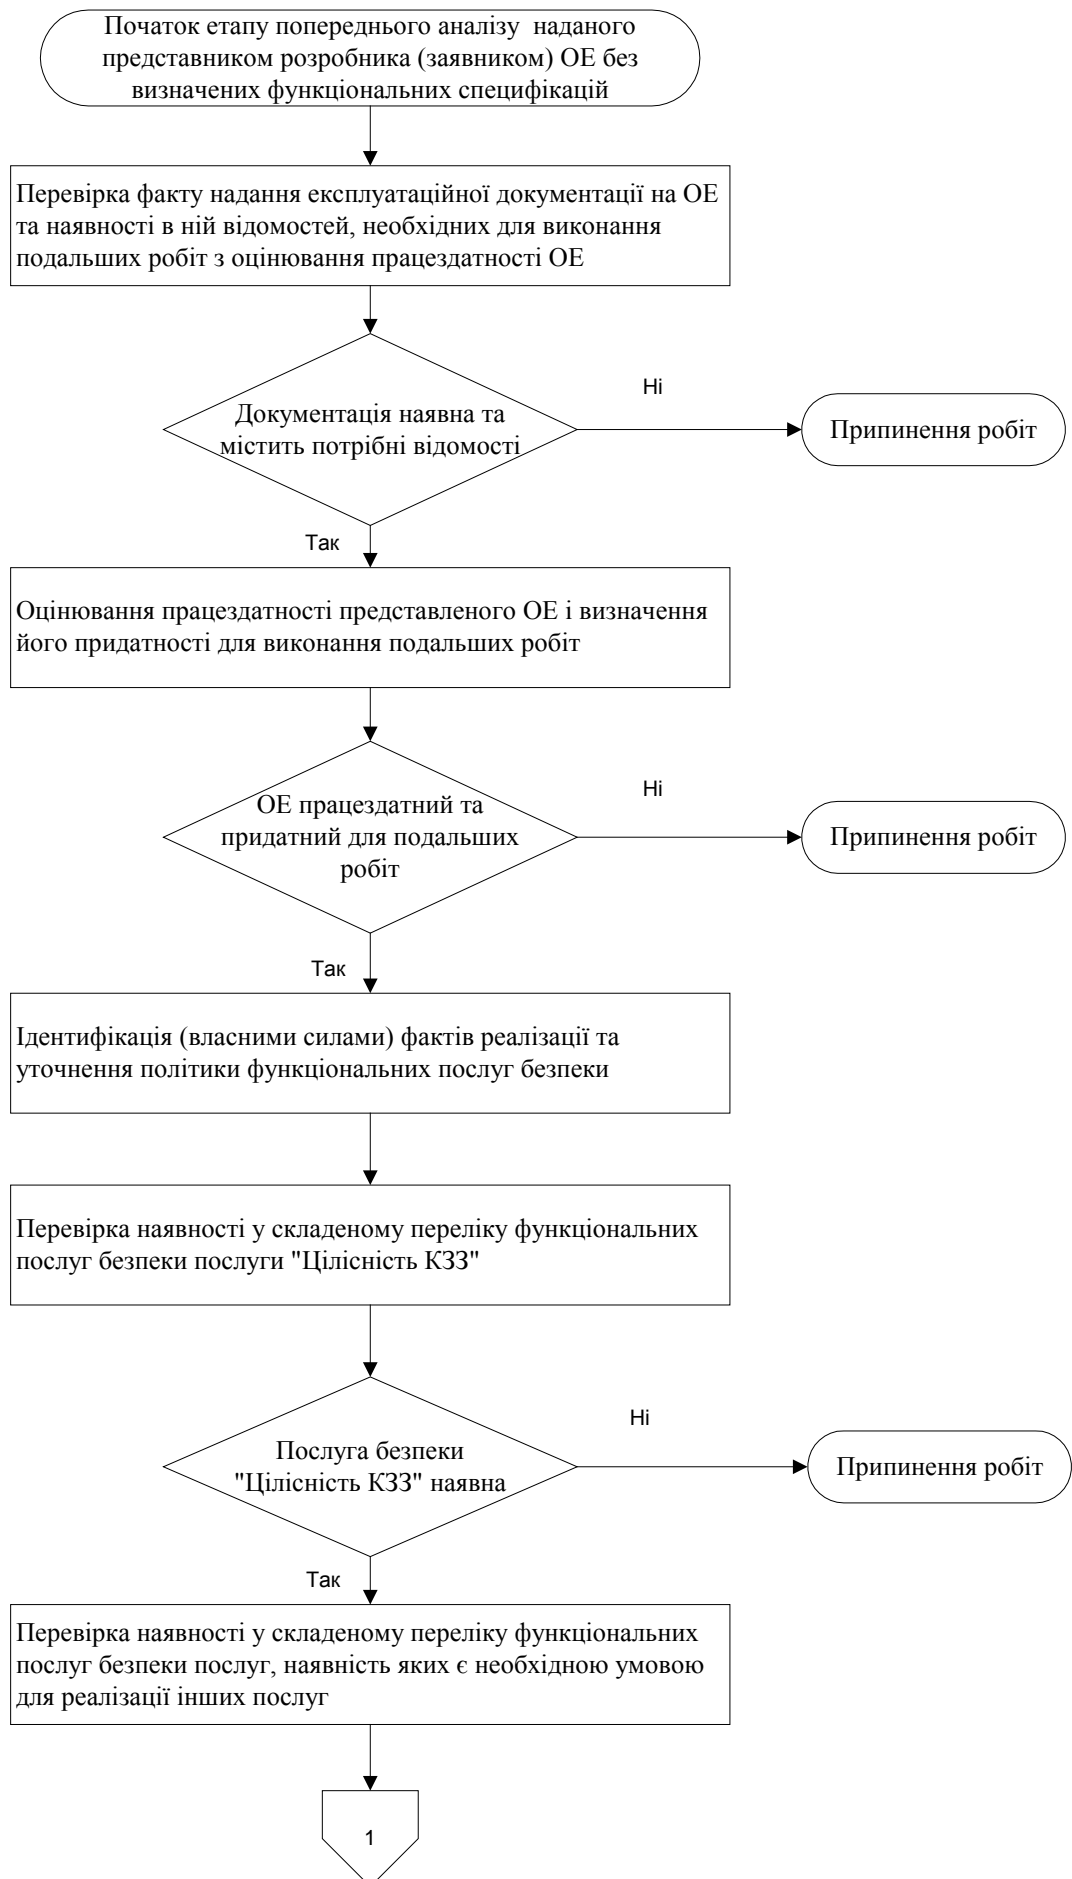 Початок етапу попереднього аналізу наданого
представником розробника (заявником) ОЕ без
визначених функціональних специфікацій
Перевірка факту надання експлуатаційної документації на ОЕ
та наявності в ній відомостей, необхідних для виконання
подальших робіт з оцінювання працездатності ОЕ
Документація наявна та
містить потрібні відомості
Ні
Припинення робіт
Так
Оцінювання працездатності представленого ОЕ і визначення
його придатності для виконання подальших робіт
ОЕ працездатний та
придатний для подальших
робіт
Ні
Припинення робіт
Так
Ідентифікація (власними силами) фактів реалізації та
уточнення політики функціональних послуг безпеки
Перевірка наявності у складеному переліку функціональних
послуг безпеки послуги "Цілісність КЗЗ"
Послуга безпеки
"Цілісність КЗЗ" наявна
Ні
Припинення робіт
Так
Перевірка наявності у складеному переліку функціональних
послуг безпеки послуг, наявність яких є необхідною умовою
для реалізації інших послуг
1